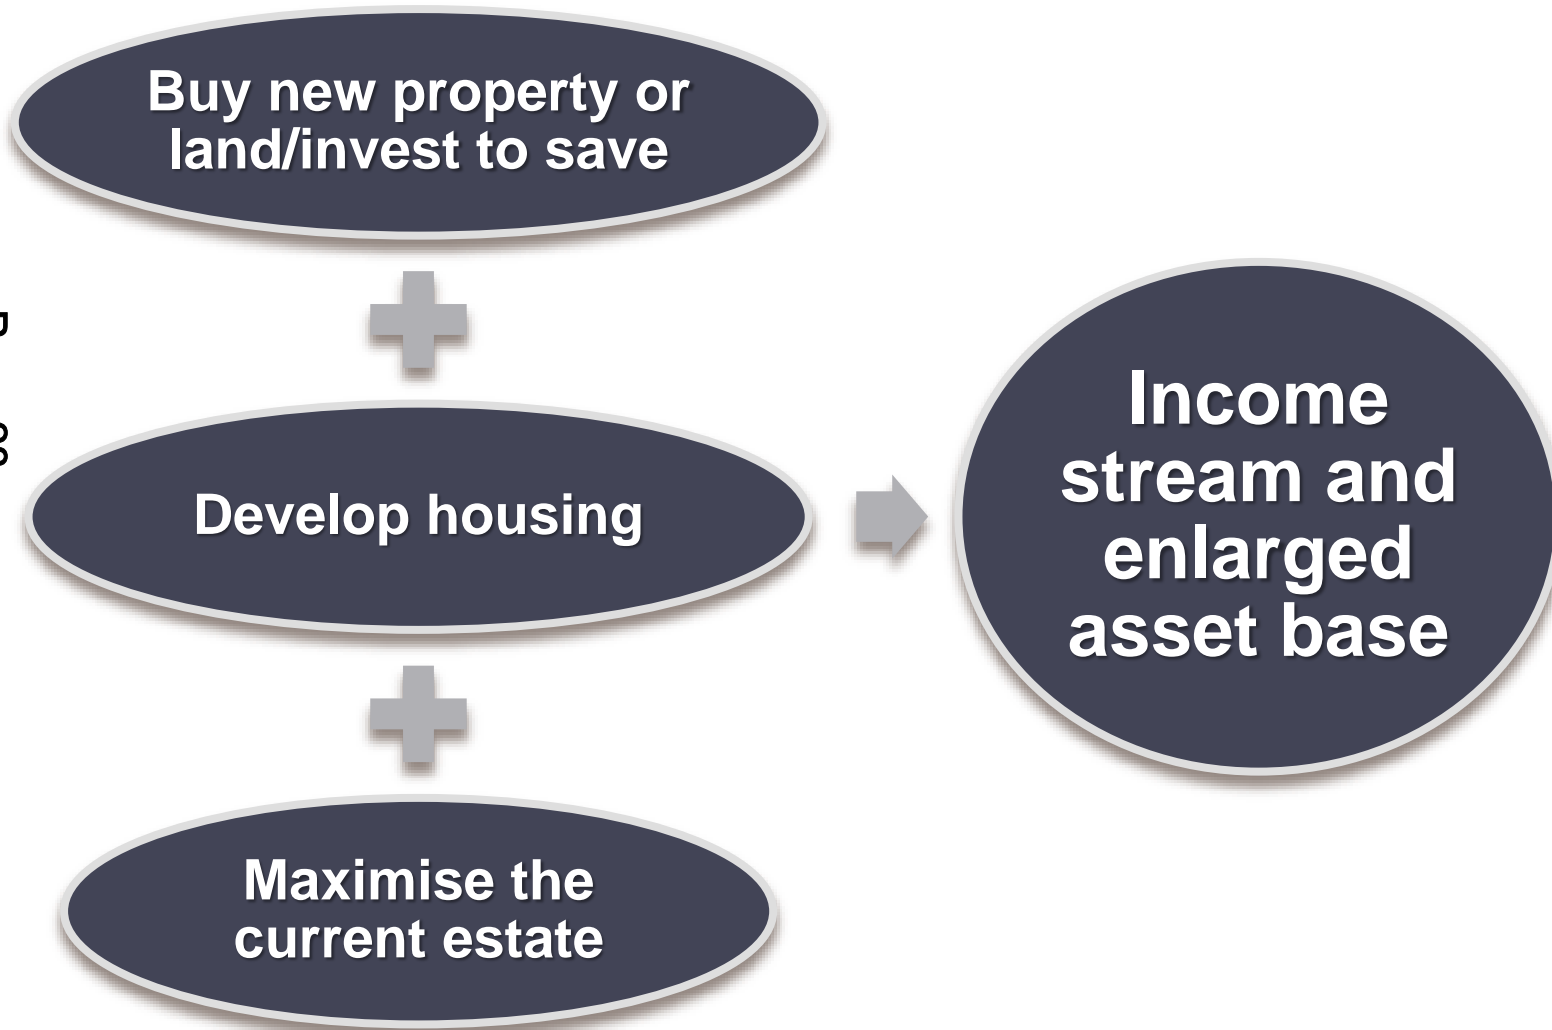 Buy new property or
land/invest to save
Develop housing
Maximise the
current estate
Income
stream and
enlarged
asset base